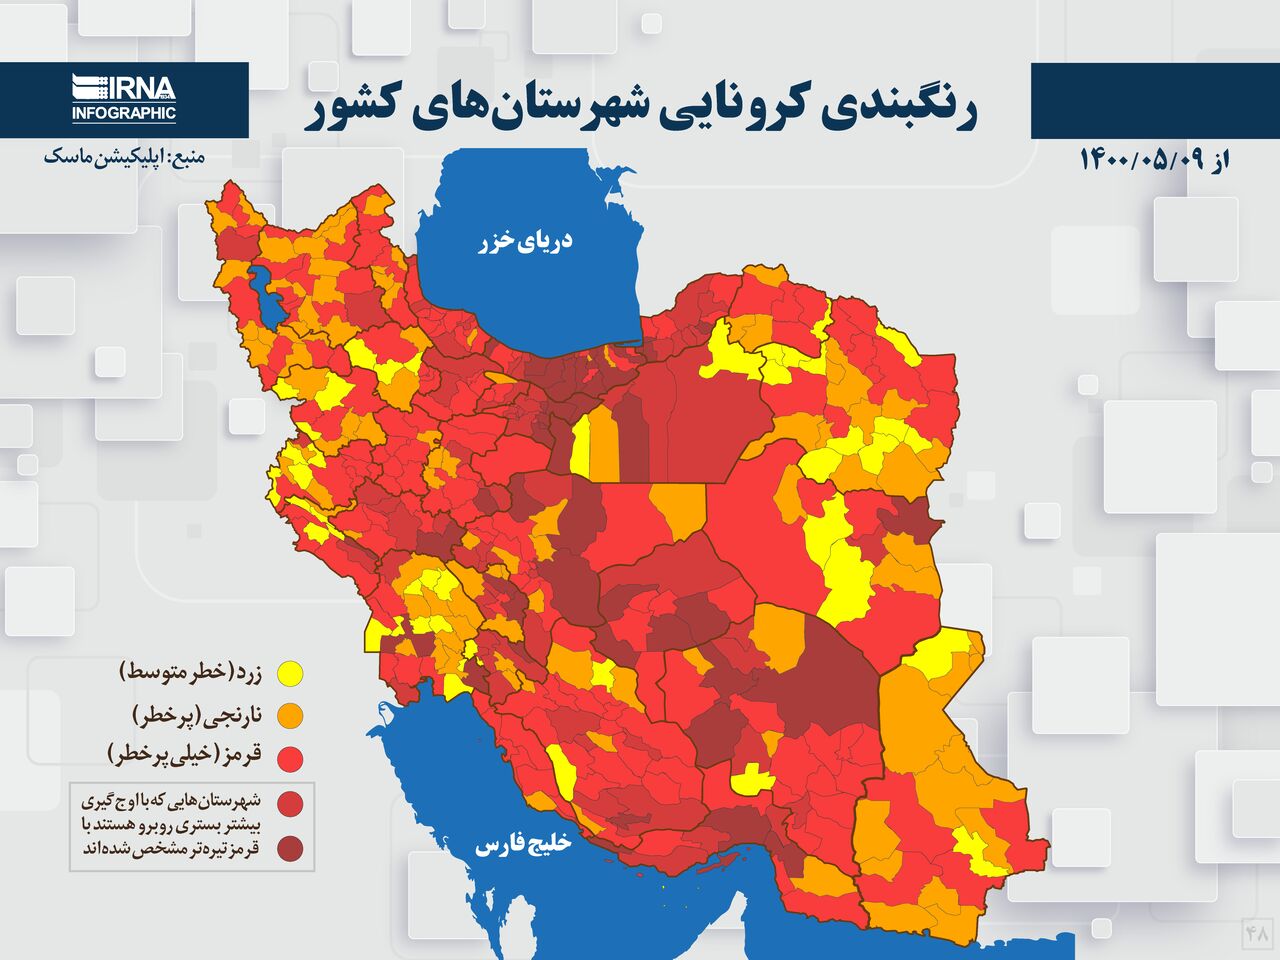 IRNA
INFOGRAPHIC
رنگبندی کرونایی شهرستان‌های کشور
از ۱۴۰۰/۰۵/۰۹
منبع: اپلیکیشن ماسک
دریای خزر
زرد (خطر متوسط)
نارنجی (پرخطر)
قرمز (خیلی پرخطر)
شهرستان‌هایی که با اوج گیری
بیشتر بستری روبرو هستند با
قرمز تیره‌تر مشخص شده‌اند
خلیج فارس
۴۸